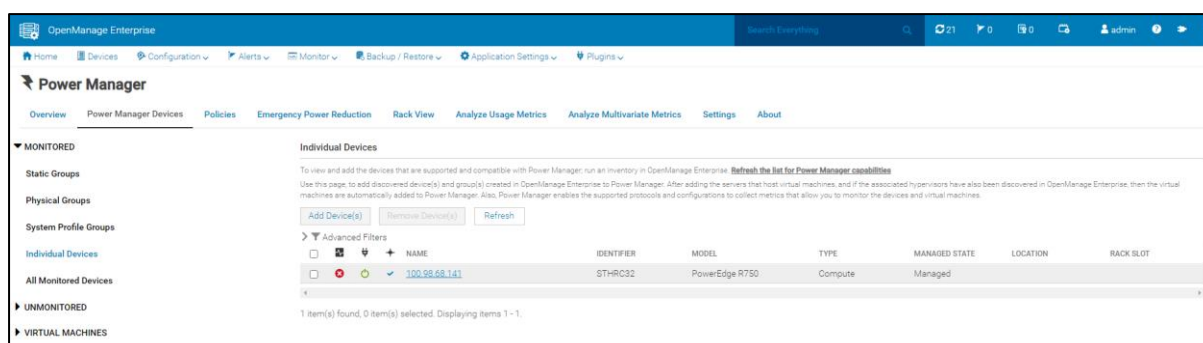 OpenManage Enterprise Search Everything 21 0 0 admin
Home Devices Configuration Alerts Monitor Backup / Restore Application Settings Plugins
Power Manager
Overview Power Manager Devices Policies Emergency Power Reduction Rack View Analyze Usage Metrics Analyze Multivariate Metrics Settings About
MONITORED
Static Groups
Physical Groups
System Profile Groups
Individual Devices
All Monitored Devices
UNMONITORED
VIRTUAL MACHINES
Individual Devices
To view and add the devices that are supported and compatible with Power Manager; run an inventory in OpenManage Enterprise. Refresh the list for Power Manager capabilities
Use this page, to add discovered device(s) and group(s) created in OpenManage Enterprise to Power Manager. After adding the servers that host virtual machines, and if the associated hypervisors have also been discovered in OpenManage Enterprise, then the virtual
machines are automatically added to Power Manager. Also, Power Manager enables the supported protocols and configurations to collect metrics that allow you to monitor the devices and virtual machines.
Add Device(s) Remove Device(s) Refresh
Advanced Filters
NAME IDENTIFIER MODEL TYPE MANAGED STATE LOCATION RACK SLOT
100.98.68.141 STHRC32 PowerEdge R750 Compute Managed
1 item(s) found, 0 item(s) selected. Displaying items 1 - 1.